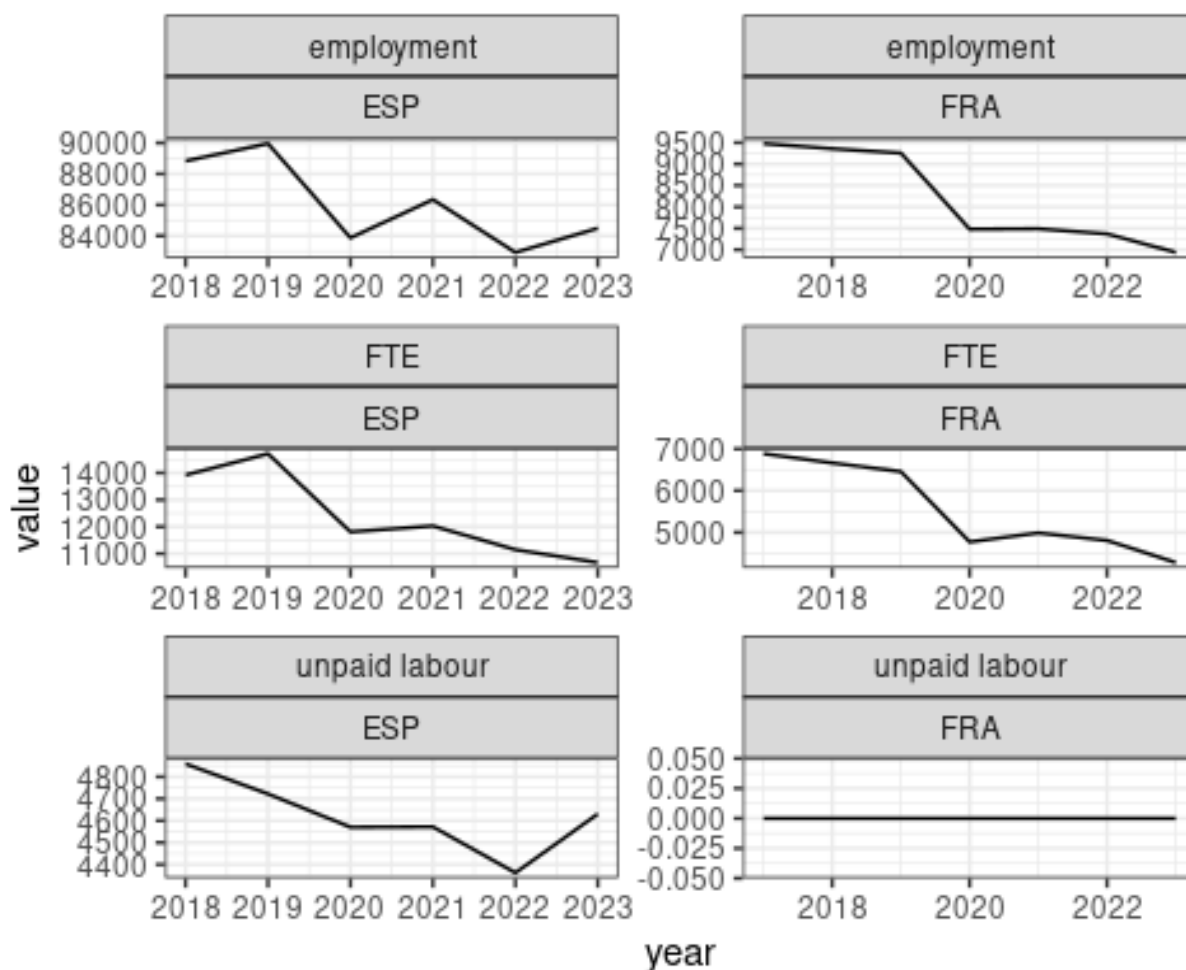 employment
ESP
90000
88000
86000
84000
2018 2019 2020 2021 2022 2023
employment
FRA
9500
9000
8500
8000
7500
7000
2018 2020 2022
FTE
ESP
14000
13000
12000
11000
2018 2019 2020 2021 2022 2023
FTE
FRA
7000
6000
5000
2018 2020 2022
unpaid labour
ESP
4800
4700
4600
4500
4400
2018 2019 2020 2021 2022 2023
unpaid labour
FRA
0.050
0.025
0.000
-0.025
-0.050
2018 2020 2022
value
year